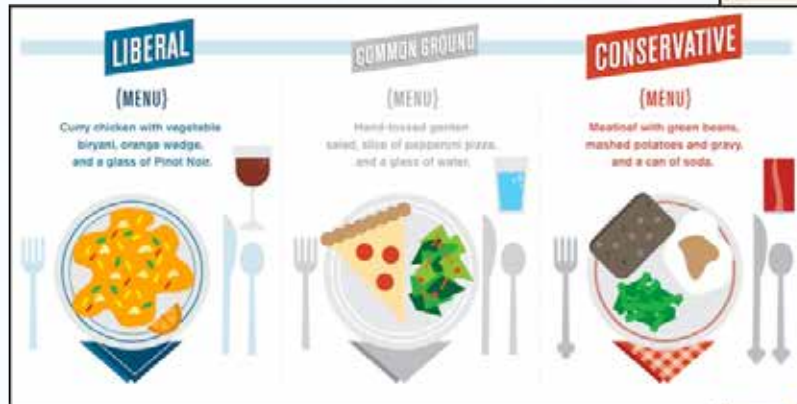 LIBERAL
{MENU}
Curry chicken with vegetable
biryani, orange wedge,
and a glass of Pinot Noir.
COMMON GROUND
{MENU}
Hand-tossed garden
salad, slice of pepperoni pizza,
and a glass of water.
CONSERVATIVE
{MENU}
Meatloaf with green beans,
mashed potatoes and gravy,
and a can of soda.